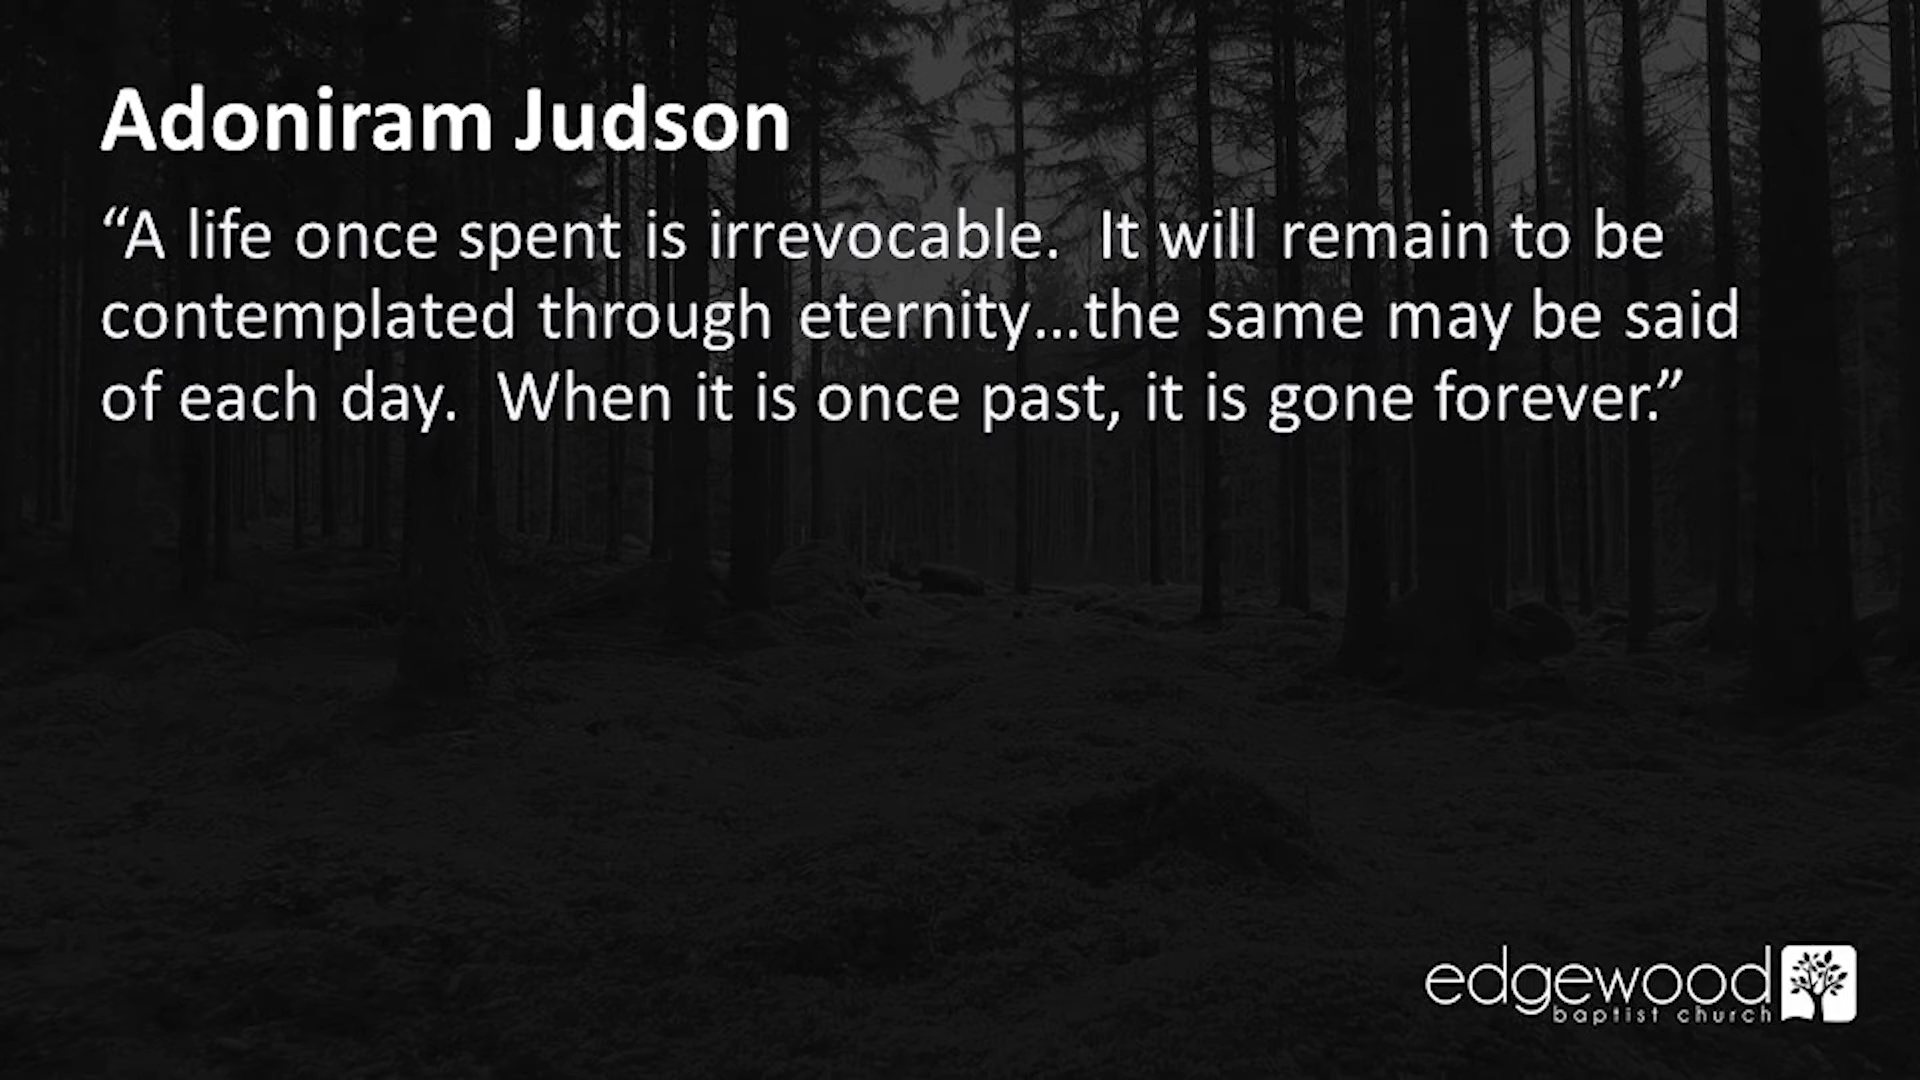 Adoniram Judson
“A life once spent is irrevocable.  It will remain to be
contemplated through eternity...the same may be said
of each day.  When it is once past, it is gone forever.”
edgewood
baptist church